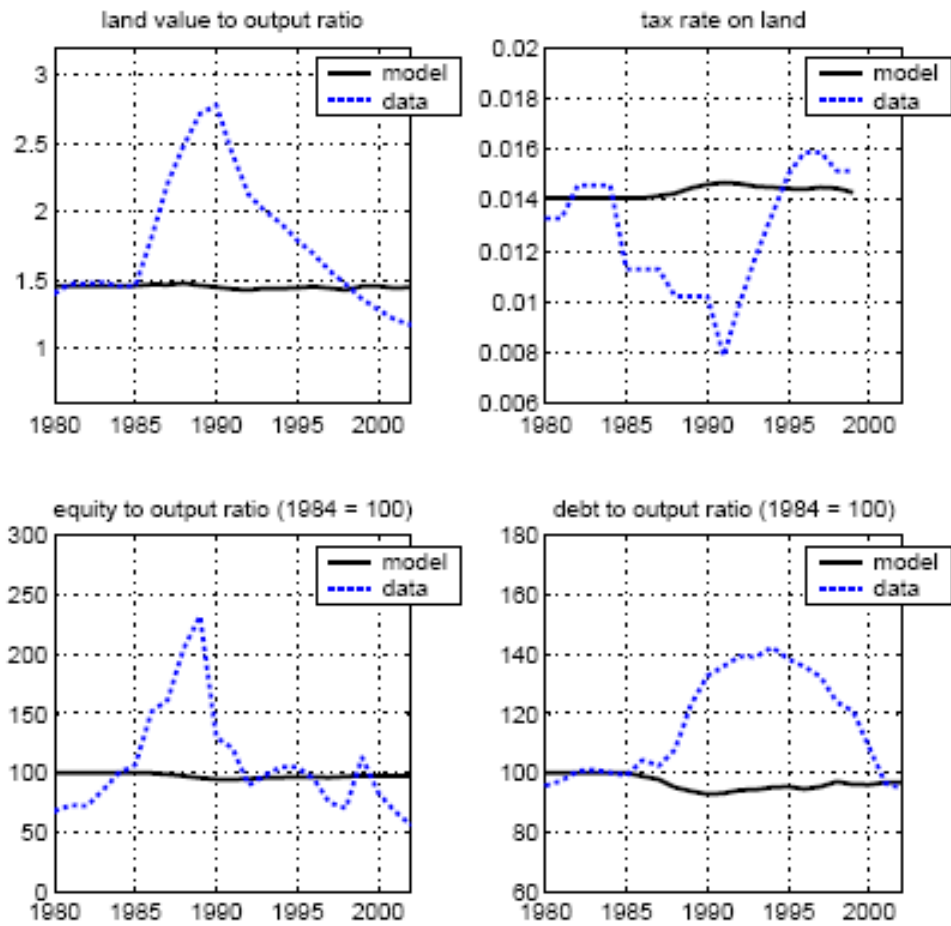 land value to output ratio
model
data
3
2.5
2
1.5
1
1980 1985 1990 1995 2000
tax rate on land
model
data
0.02
0.018
0.016
0.014
0.012
0.01
0.008
0.006
1980 1985 1990 1995 2000
equity to output ratio (1984 = 100)
model
data
300
250
200
150
100
50
0
1980 1985 1990 1995 2000
debt to output ratio (1984 = 100)
model
data
180
160
140
120
100
80
60
1980 1985 1990 1995 2000